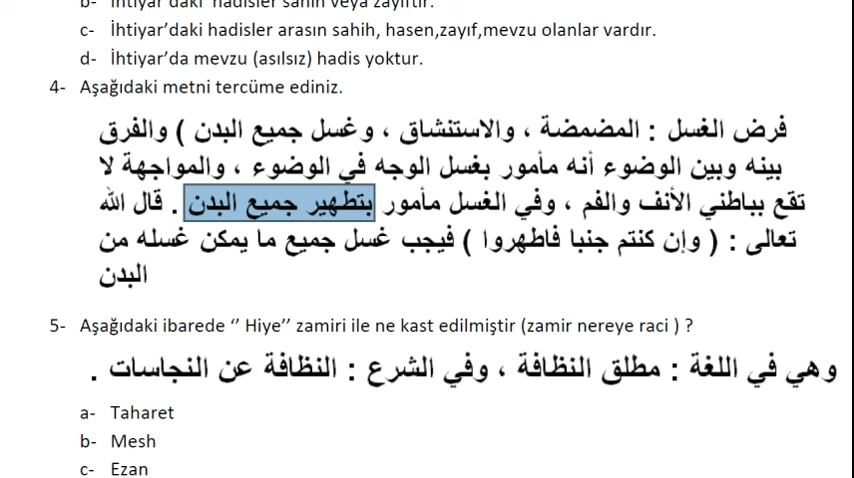 b- İhtiyar'daki hadisler sahih veya zayıftır.
c- İhtiyar'daki hadisler arasın sahih, hasen,zayıf,mevzu olanlar vardır.
d- İhtiyar'da mevzu (asılsız) hadis yoktur.
4- Aşağıdaki metni tercüme ediniz.
فرض الغسل : المضمضة ، والاستنشاق ، وغسل جميع البدن ) والفرق
بينه وبين الوضوء أنه مأمور بغسل الوجه في الوضوء ، والمواجهة لا
تقع بباطني الأنف والفم ، وفي الغسل مأمور بتطهير جميع البدن . قال الله
تعالى : ( وإن كنتم جنبا فاطهروا ) فيجب غسل جميع ما يمكن غسله من
البدن
5- Aşağıdaki ibarede ‘’ Hiye’’ zamiri ile ne kast edilmiştir (zamir nereye raci ) ?
وهي في اللغة : مطلق النظافة ، وفي الشرع : النظافة عن النجاسات .
a- Taharet
b- Mesh
c- Ezan